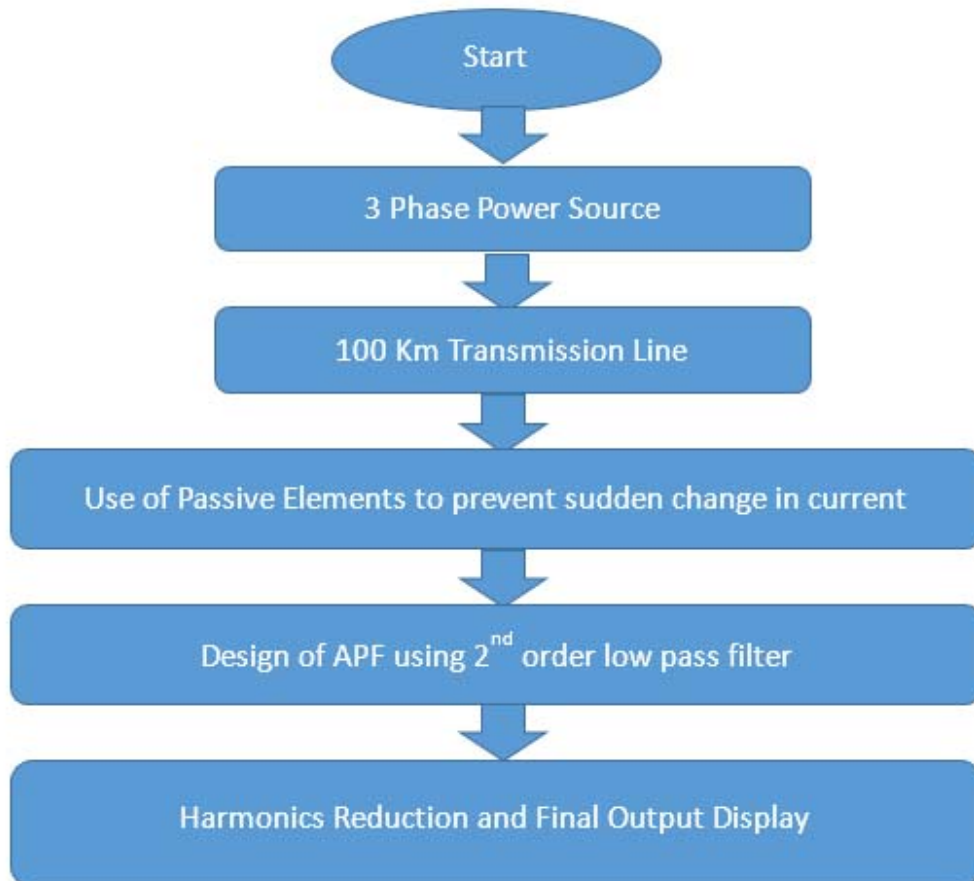 Start
3 Phase Power Source
100 Km Transmission Line
Use of Passive Elements to prevent sudden change in current
Design of APF using 2nd order low pass filter
Harmonics Reduction and Final Output Display